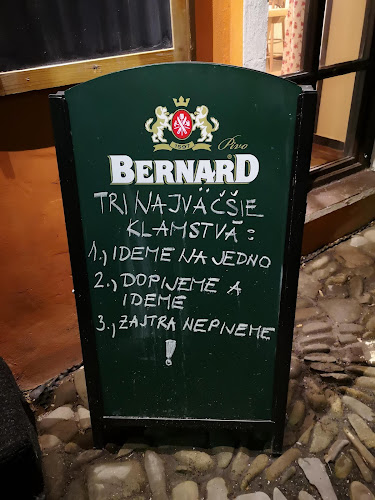 Pivo
BERNARD
TRI NAJVÄČŠIE
KLAMSTVÁ:
1., IDEME NA JEDNO
2., DOPIJEME A
IDEME
3., ZAJTRA NEPIJEME
!